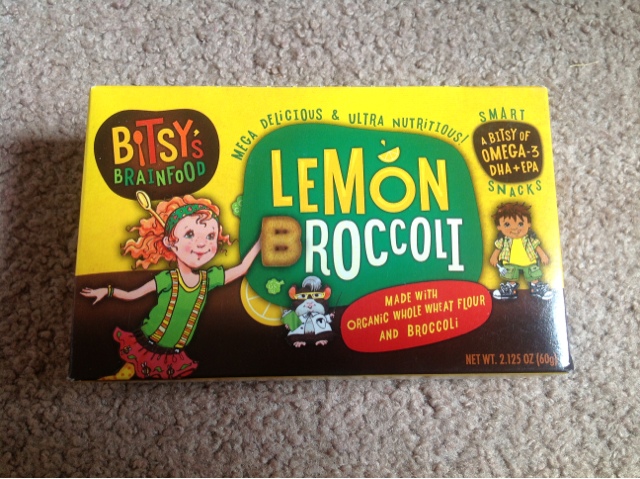 BiTSY's
BRAINFOOD
MEGA DELiCiOUS & ULTRA NUTRiTiOUS!
SMART
A BiTSY OF
OMEGA-3
DHA+EPA
SNACKS
LEMON
BROCCOLI
MADE WiTH
ORGANiC WHOLE WHEAT FLOUR
AND BROCCOLi
NET WT. 2.125 OZ (60g)